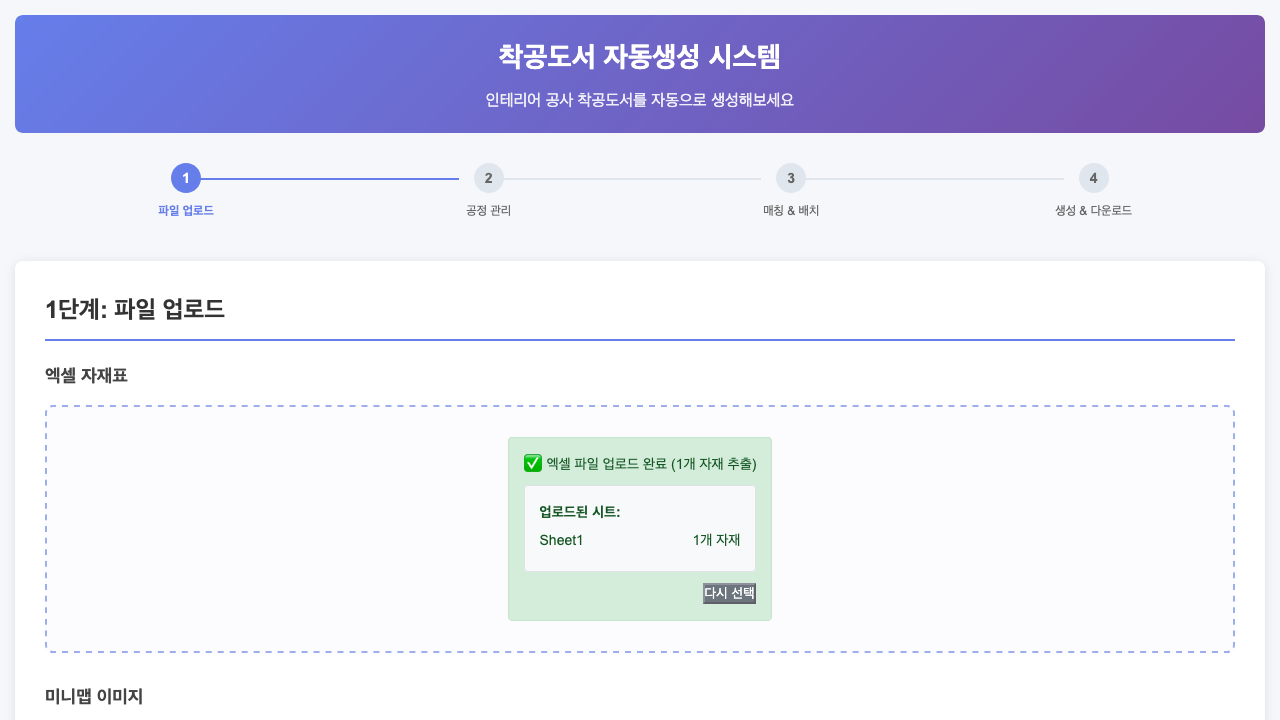 착공도서 자동생성 시스템
인테리어 공사 착공도서를 자동으로 생성해보세요
1
2
3
4
파일 업로드
공정 관리
매칭 & 배치
생성 & 다운로드
1단계: 파일 업로드
엑셀 자재표
✅ 엑셀 파일 업로드 완료 (1개 자재 추출)
업로드된 시트:
Sheet1 1개 자재
다시 선택
미니맵 이미지